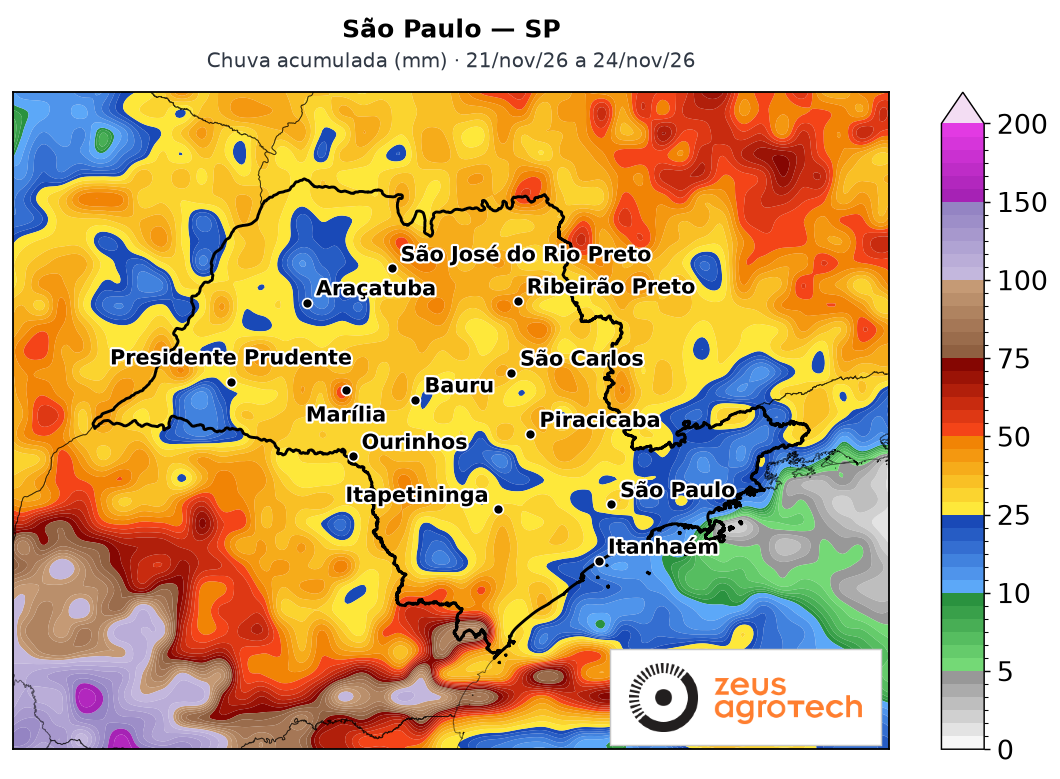 São Paulo — SP
Chuva acumulada (mm) · 21/nov/26 a 24/nov/26
São José do Rio Preto
Araçatuba
Ribeirão Preto
Presidente Prudente
São Carlos
Bauru
Marília
Piracicaba
Ourinhos
Itapetininga
São Paulo
Itanhaém
200
150
100
75
50
25
10
5
0
zeus
agrotech